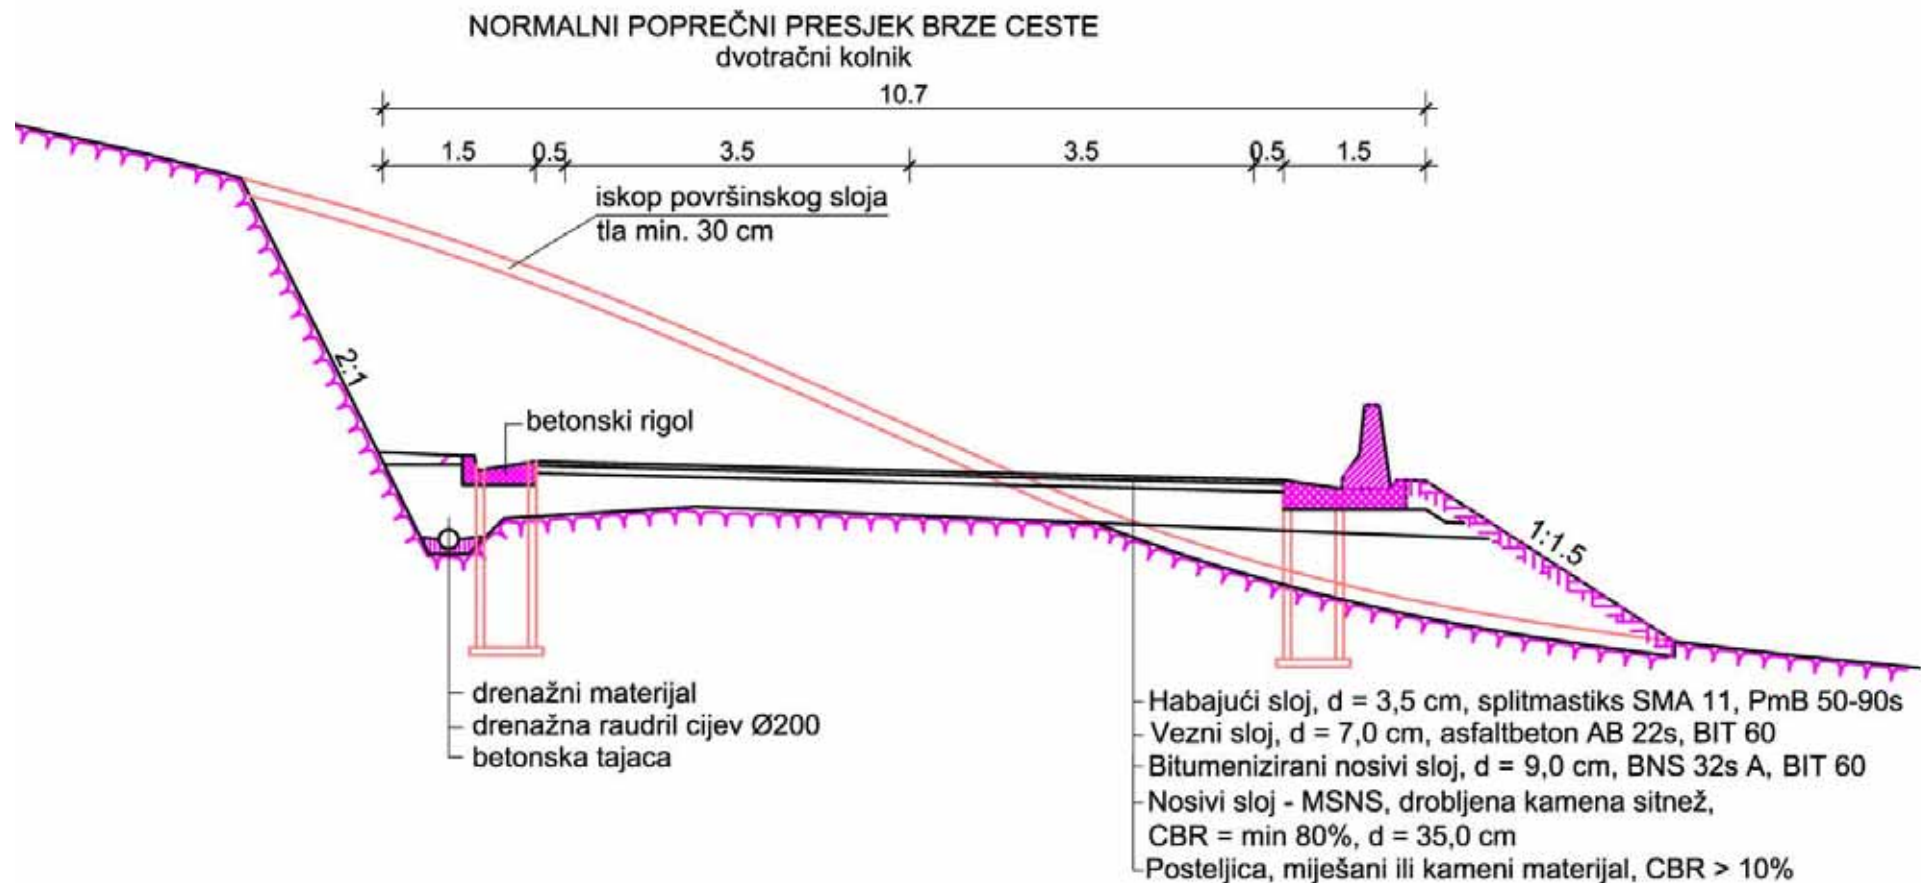 NORMALNI POPREČNI PRESJEK BRZE CESTE
dvotračni kolnik
10.7
1.5 0.5 3.5 3.5 0.5 1.5
iskop površinskog sloja
tla min. 30 cm
2:1
betonski rigol
1:1.5
drenažni materijal
drenažna raudril cijev Ø200
betonska tajaca
Habajući sloj, d = 3,5 cm, splitmastiks SMA 11, PmB 50-90s
Vezni sloj, d = 7,0 cm, asfaltbeton AB 22s, BIT 60
Bitumenizirani nosivi sloj, d = 9,0 cm, BNS 32s A, BIT 60
Nosivi sloj - MSNS, drobljena kamena sitnež,
CBR = min 80%, d = 35,0 cm
Posteljica, miješani ili kameni materijal, CBR > 10%